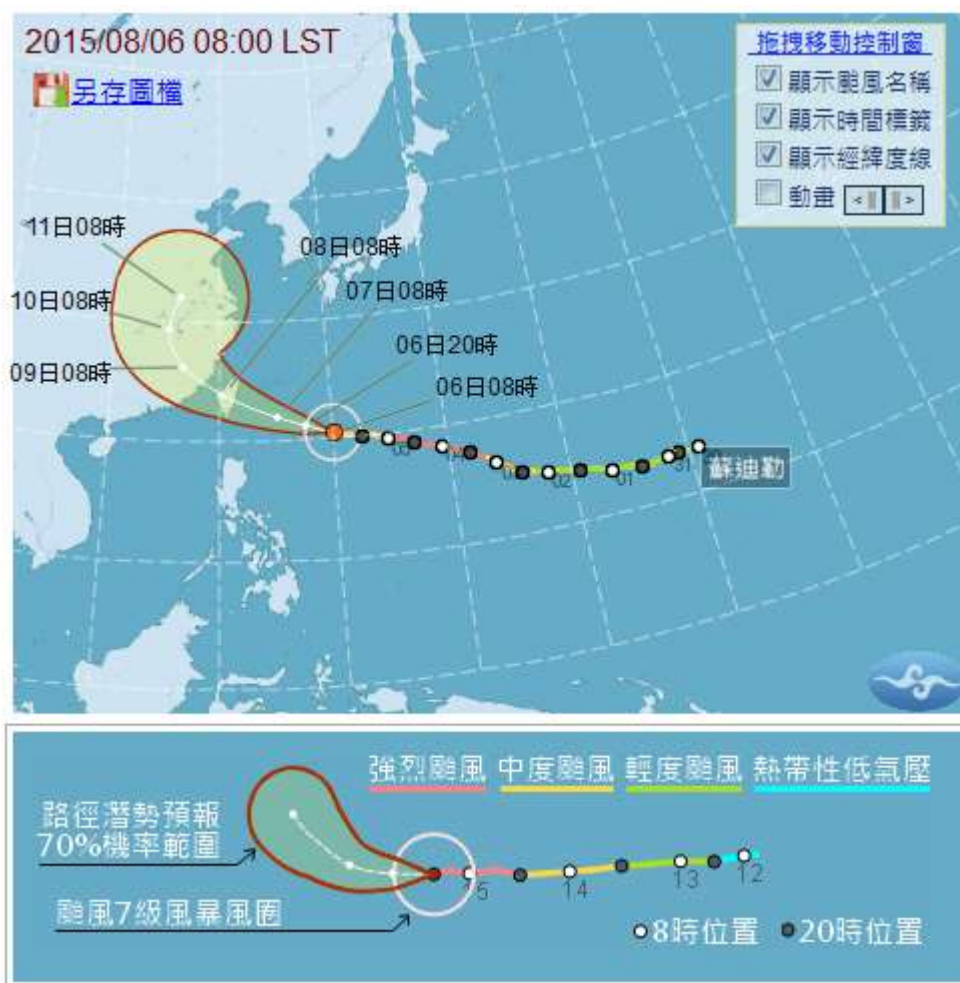 2015/08/06 08:00 LST
另存圖檔
拖拽移動控制窗
顯示颱風名稱
顯示時間標籤
顯示經緯度線
動畫
11日08時
10日08時
09日08時
08日08時
07日08時
06日20時
06日08時
05
02
01
31
蘇迪勒
強烈颱風 中度颱風 輕度颱風 熱帶性低氣壓
路徑潛勢預報
70%機率範圍
颱風7級風暴風圈
5
14
13
12
8時位置 20時位置